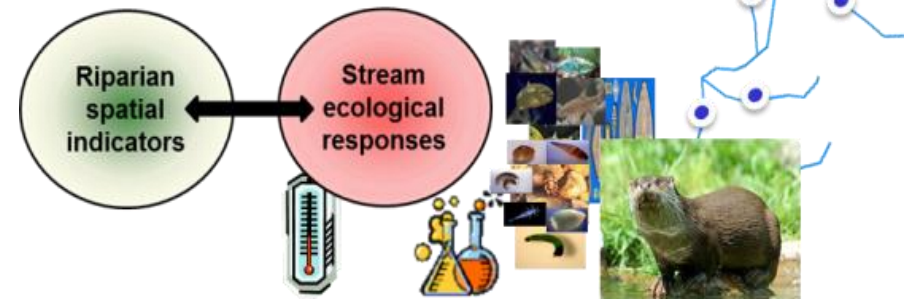 Riparian
spatial
indicators
Stream
ecological
responses